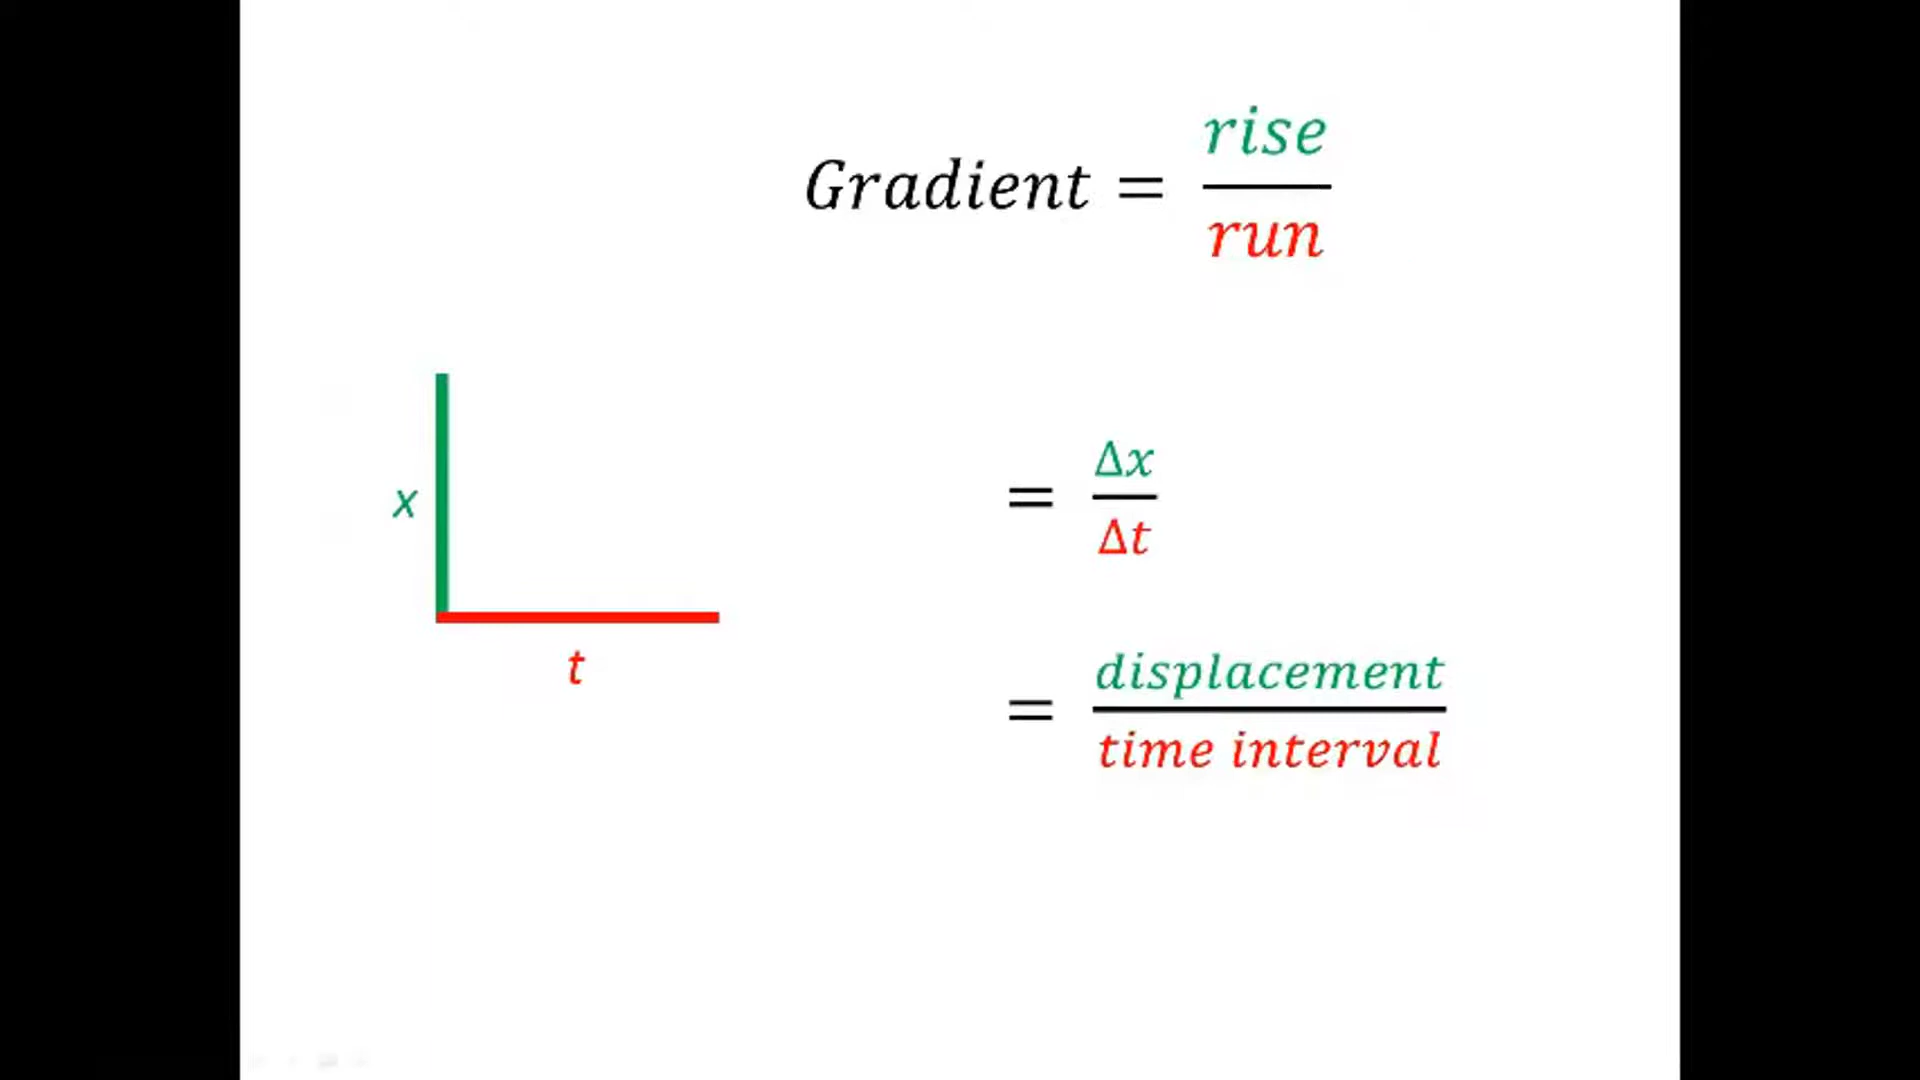 Gradient = rise / run
x
t
= Δx / Δt
= displacement / time interval